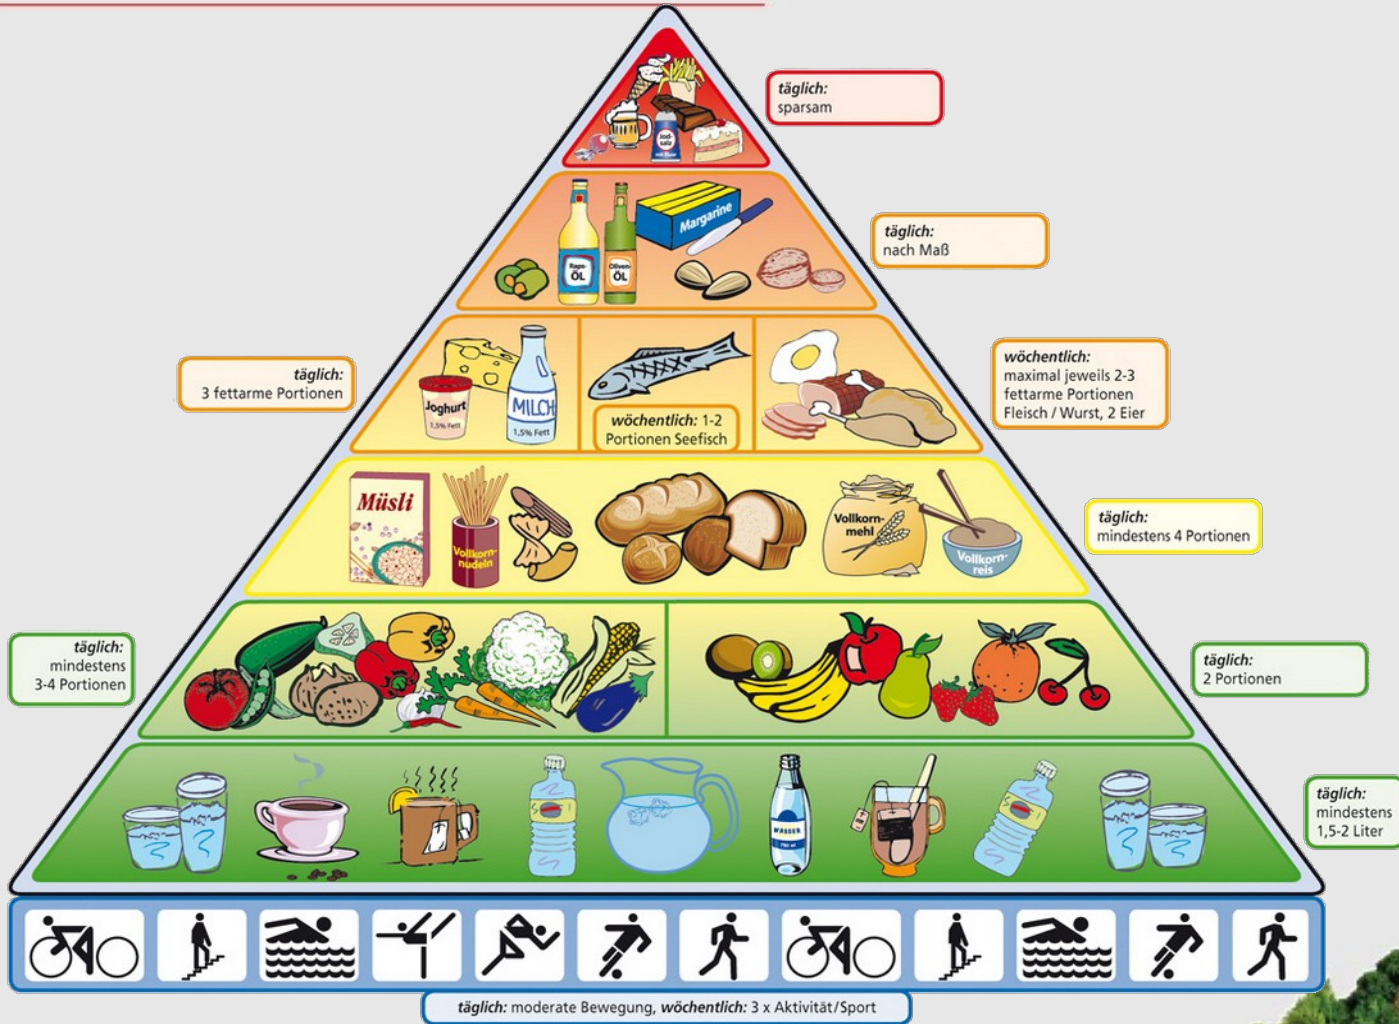 täglich:
sparsam
Jod-
salz
täglich:
nach Maß
Margarine
Raps-
ÖL
Oliven-
ÖL
täglich:
3 fettarme Portionen
Joghurt
1,5% Fett
MILCH
1,5% Fett
wöchentlich: 1-2
Portionen Seefisch
wöchentlich:
maximal jeweils 2-3
fettarme Portionen
Fleisch / Wurst, 2 Eier
Müsli
Vollkorn-
nudeln
Vollkorn-
mehl
Vollkorn-
reis
täglich:
mindestens 4 Portionen
täglich:
mindestens
3-4 Portionen
täglich:
2 Portionen
WASSER
täglich:
mindestens
1,5-2 Liter
täglich: moderate Bewegung, wöchentlich: 3 x Aktivität/Sport